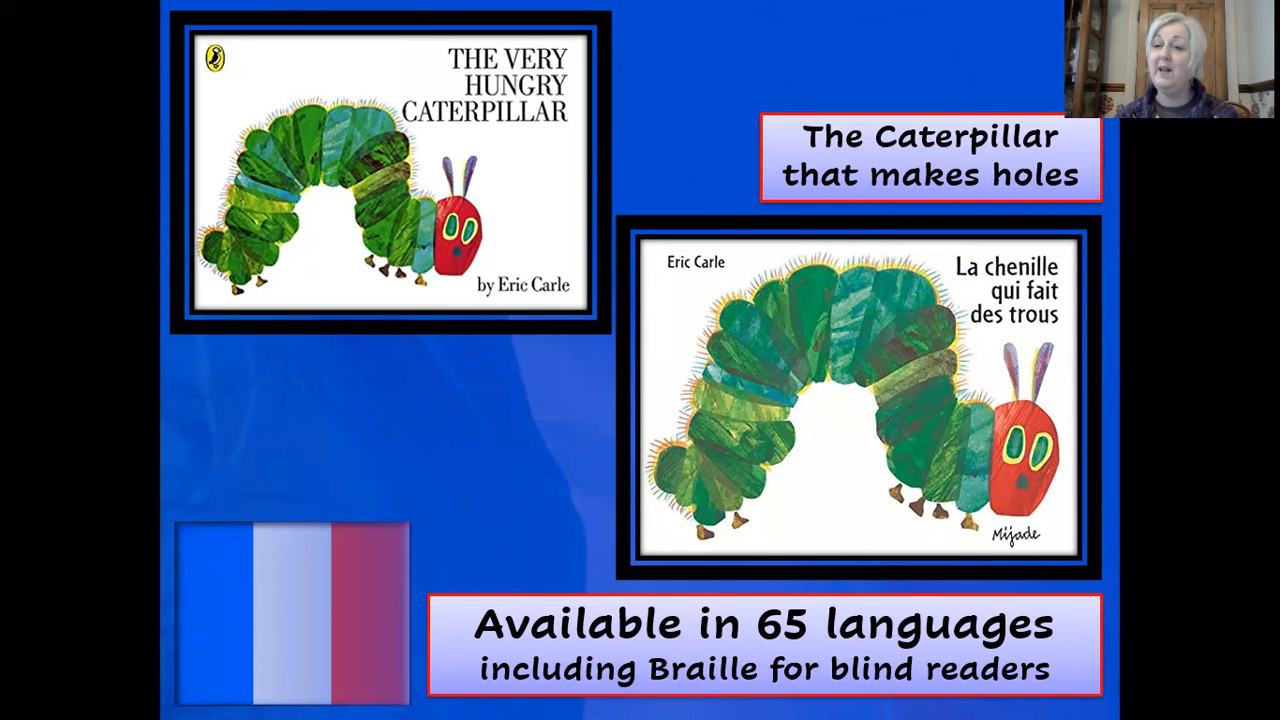 THE VERY
HUNGRY
CATERPILLAR
by Eric Carle
The Caterpillar
that makes holes
Eric Carle
La chenille
qui fait
des trous
Mijade
Available in 65 languages
including Braille for blind readers